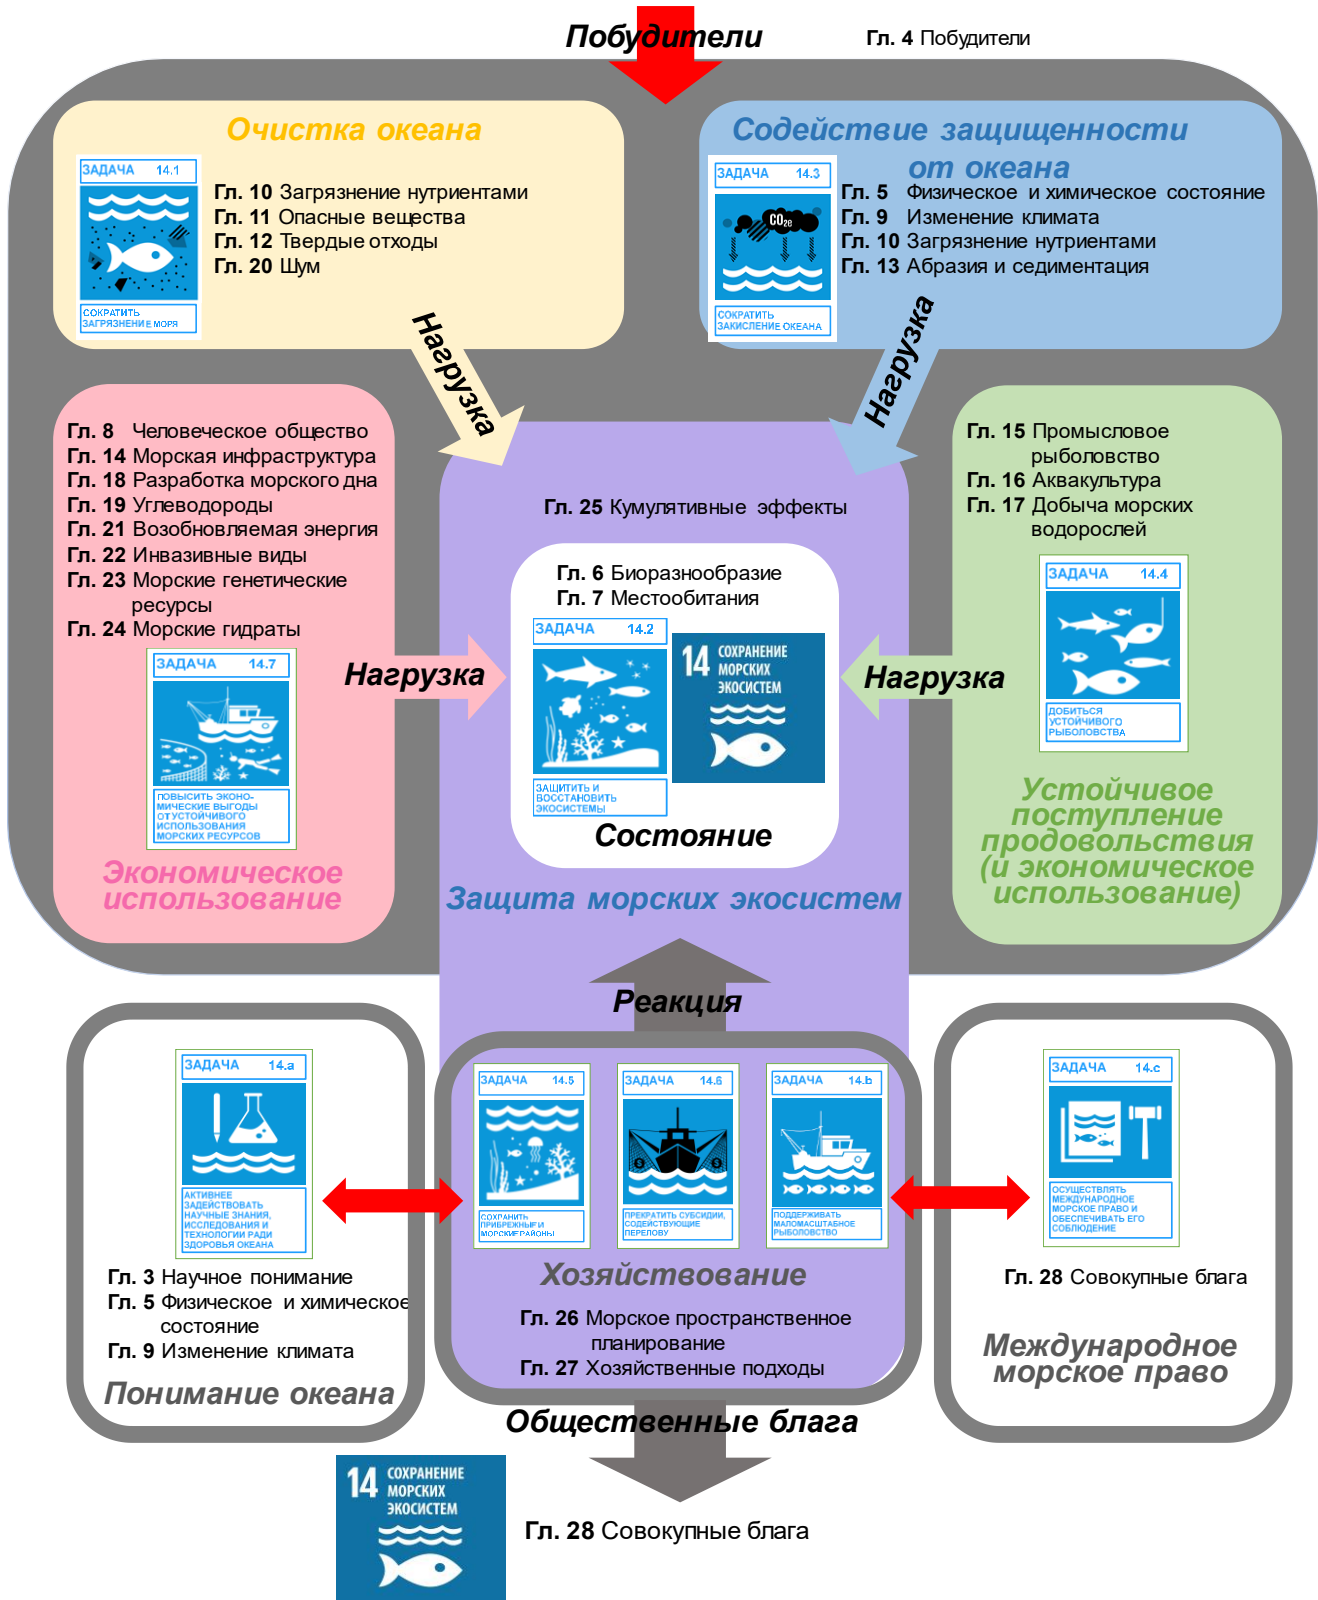 Побудители
Гл. 4 Побудители
Очистка океана
ЗАДАЧА 14.1
СОКРАТИТЬ
ЗАГРЯЗНЕНИЕ МОРЯ
Гл. 10 Загрязнение нутриентами
Гл. 11 Опасные вещества
Гл. 12 Твердые отходы
Гл. 20 Шум
Нагрузка
Содействие защищенности
от океана
ЗАДАЧА 14.3
CO2e
СОКРАТИТЬ
ЗАКИСЛЕНИЕ ОКЕАНА
Гл. 5 Физическое и химическое состояние
Гл. 9 Изменение климата
Гл. 10 Загрязнение нутриентами
Гл. 13 Абразия и седиментация
Нагрузка
Гл. 8 Человеческое общество
Гл. 14 Морская инфраструктура
Гл. 18 Разработка морского дна
Гл. 19 Углеводороды
Гл. 21 Возобновляемая энергия
Гл. 22 Инвазивные виды
Гл. 23 Морские генетические
ресурсы
Гл. 24 Морские гидраты
ЗАДАЧА 14.7
ПОВЫСИТЬ ЭКОНО-
МИЧЕСКИЕ ВЫГОДЫ
ОТ УСТОЙЧИВОГО
ИСПОЛЬЗОВАНИЯ
МОРСКИХ РЕСУРСОВ
Экономическое
использование
Нагрузка
Гл. 25 Кумулятивные эффекты
Гл. 6 Биоразнообразие
Гл. 7 Местообитания
ЗАДАЧА 14.2
ЗАЩИТИТЬ И
ВОССТАНОВИТЬ
ЭКОСИСТЕМЫ
14 СОХРАНЕНИЕ
МОРСКИХ
ЭКОСИСТЕМ
Состояние
Защита морских экосистем
Нагрузка
Гл. 15 Промысловое
рыболовство
Гл. 16 Аквакультура
Гл. 17 Добыча морских
водорослей
ЗАДАЧА 14.4
ДОБИТЬСЯ
УСТОЙЧИВОГО
РЫБОЛОВСТВА
Устойчивое
поступление
продовольствия
(и экономическое
использование)
Реакция
ЗАДАЧА 14.a
АКТИВНЕЕ
ЗАДЕЙСТВОВАТЬ
НАУЧНЫЕ ЗНАНИЯ,
ИССЛЕДОВАНИЯ И
ТЕХНОЛОГИИ РАДИ
ЗДОРОВЬЯ ОКЕАНА
Гл. 3 Научное понимание
Гл. 5 Физическое и химическое
состояние
Гл. 9 Изменение климата
Понимание океана
ЗАДАЧА 14.5
СОХРАНИТЬ
ПРИБРЕЖНЫЕ И
МОРСКИЕ РАЙОНЫ
ЗАДАЧА 14.6
ПРЕКРАТИТЬ СУБСИДИИ,
СОДЕЙСТВУЮЩИЕ
ПЕРЕЛОВУ
ЗАДАЧА 14.b
ПОДДЕРЖИВАТЬ
МАЛОМАСШТАБНОЕ
РЫБОЛОВСТВО
Хозяйствование
Гл. 26 Морское пространственное
планирование
Гл. 27 Хозяйственные подходы
ЗАДАЧА 14.c
ОСУЩЕСТВЛЯТЬ
МЕЖДУНАРОДНОЕ
МОРСКОЕ ПРАВО И
ОБЕСПЕЧИВАТЬ ЕГО
СОБЛЮДЕНИЕ
Гл. 28 Совокупные блага
Международное
морское право
Общественные блага
14 СОХРАНЕНИЕ
МОРСКИХ
ЭКОСИСТЕМ
Гл. 28 Совокупные блага